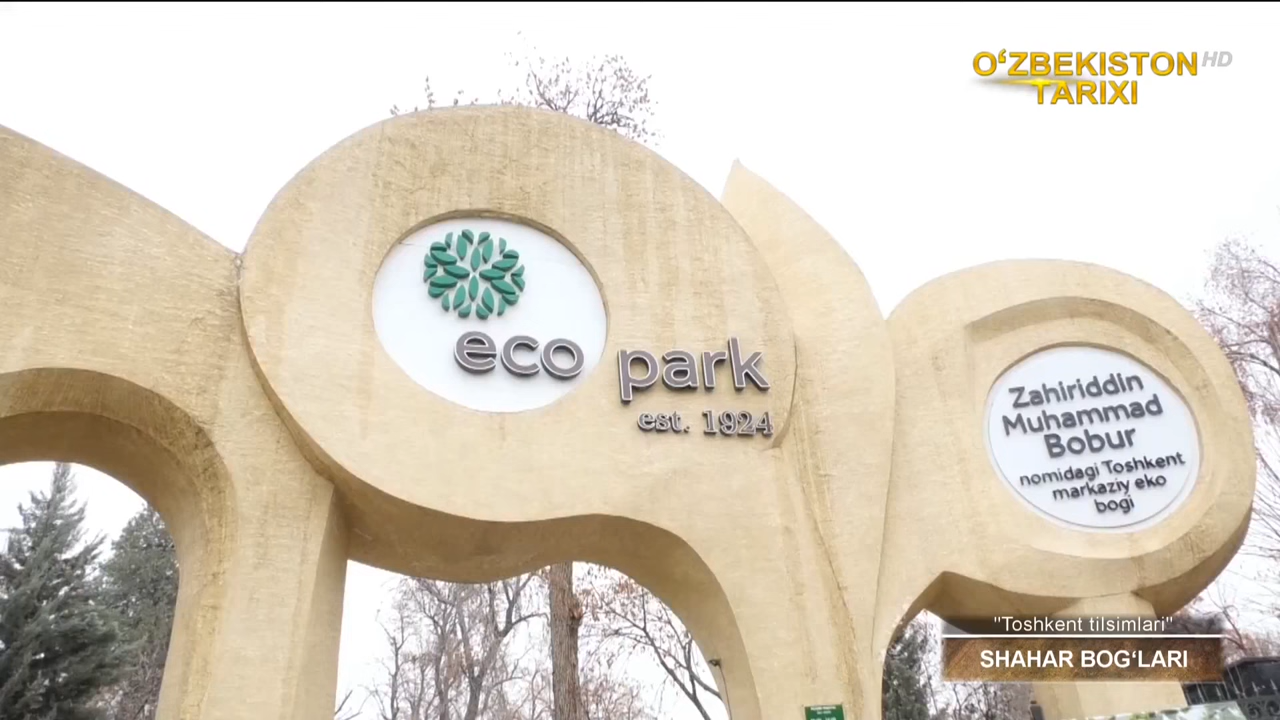 O‘ZBEKISTON HD
TARIXI
eco park
est. 1924
Zahiriddin
Muhammad
Bobur
nomidagi Toshkent
markaziy eko
bogi
"Toshkent tilsimlari"
SHAHAR BOG‘LARI